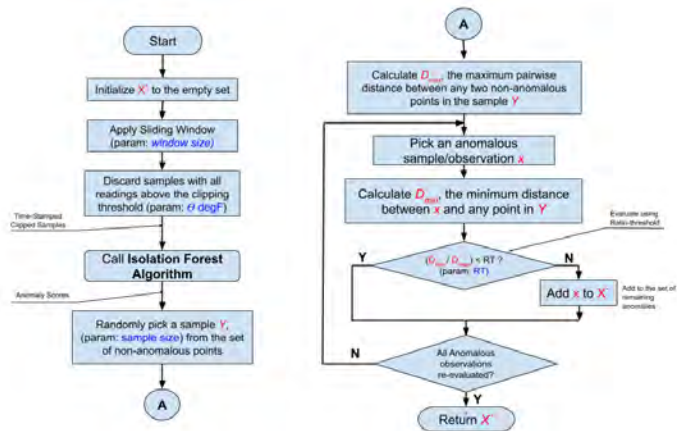 Start
Initialize X' to the empty set
Apply Sliding Window
(param: window size)
Discard samples with all
readings above the clipping
threshold (param: Θ degF)
Time-Stamped
Clipped Samples
Call Isolation Forest
Algorithm
Anomaly Scores
Randomly pick a sample Y,
(param: sample size) from the set
of non-anomalous points
A
A
Calculate Dmax, the maximum pairwise
distance between any two non-anomalous
points in the sample Y
Pick an anomalous
sample/observation x
Calculate Dmin, the minimum distance
between x and any point in Y
Evaluate using
Ratio-threshold
Y
(Dmin / Dmax) < RT ?
(param: RT)
N
Add x to X'
Add to the set of
remaining
anomalies
N
All Anomalous
observations
re-evaluated?
Y
Return X'